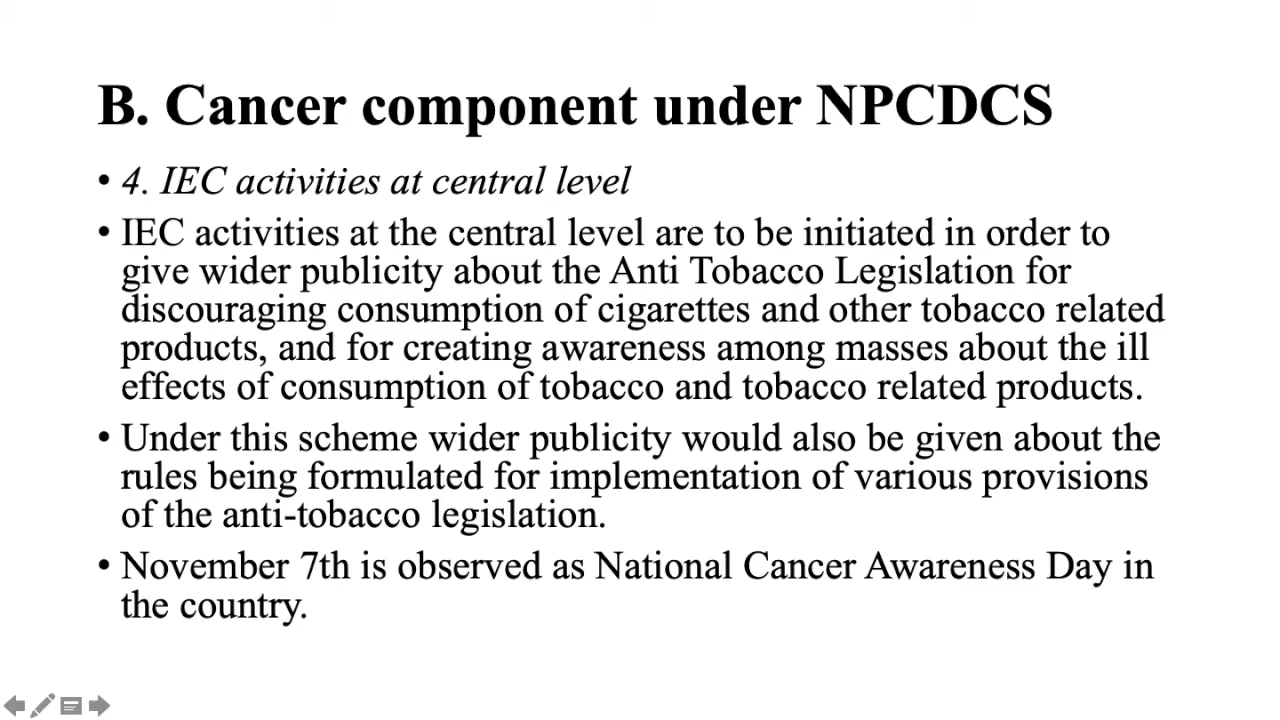 B. Cancer component under NPCDCS
• 4. IEC activities at central level
• IEC activities at the central level are to be initiated in order to
give wider publicity about the Anti Tobacco Legislation for
discouraging consumption of cigarettes and other tobacco related
products, and for creating awareness among masses about the ill
effects of consumption of tobacco and tobacco related products.
• Under this scheme wider publicity would also be given about the
rules being formulated for implementation of various provisions
of the anti-tobacco legislation.
• November 7th is observed as National Cancer Awareness Day in
the country.